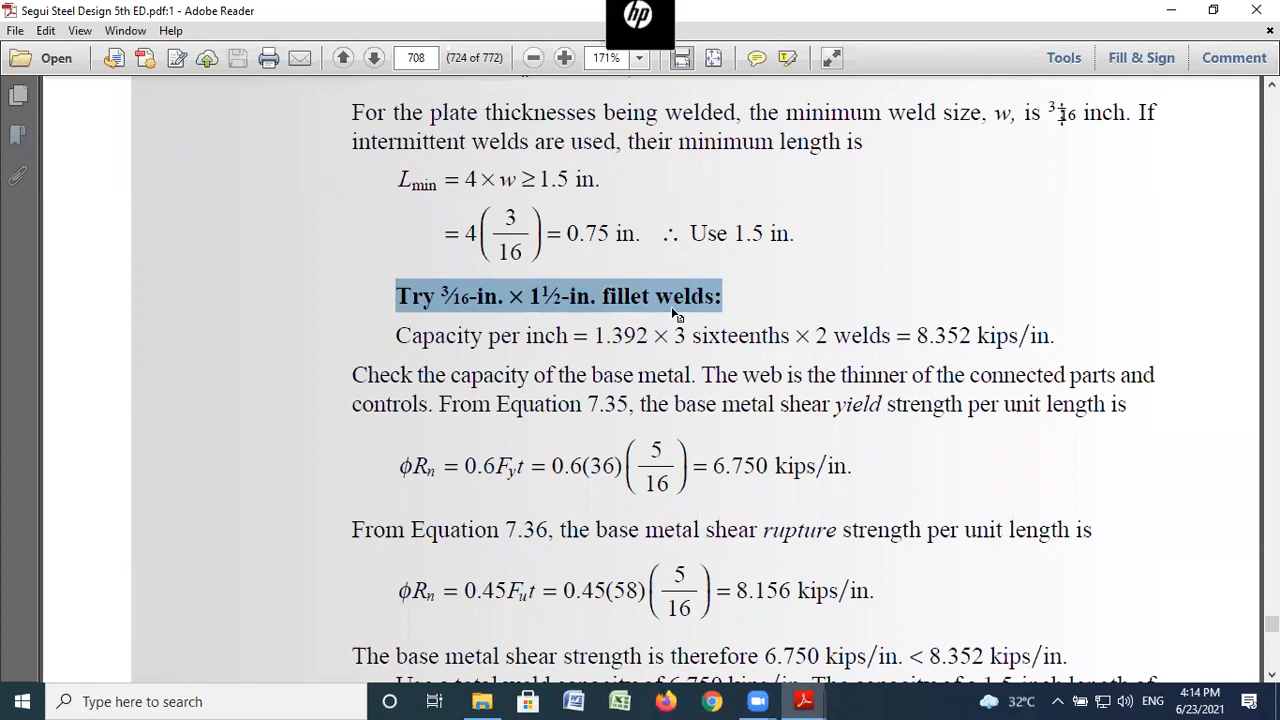 Segui Steel Design 5th ED.pdf:1 - Adobe Reader
hp
File Edit View Window Help
Open 708 (724 of 772) 171% Tools Fill & Sign Comment
For the plate thicknesses being welded, the minimum weld size, w, is 3⁄16 inch. If
intermittent welds are used, their minimum length is
Lmin = 4 × w ≥ 1.5 in.
= 4(3/16) = 0.75 in. ∴ Use 1.5 in.
Try 3⁄16-in. × 1½-in. fillet welds:
Capacity per inch = 1.392 × 3 sixteenths × 2 welds = 8.352 kips/in.
Check the capacity of the base metal. The web is the thinner of the connected parts and
controls. From Equation 7.35, the base metal shear yield strength per unit length is
ϕRn = 0.6Fyt = 0.6(36)(5/16) = 6.750 kips/in.
From Equation 7.36, the base metal shear rupture strength per unit length is
ϕRn = 0.45Fut = 0.45(58)(5/16) = 8.156 kips/in.
The base metal shear strength is therefore 6.750 kips/in. < 8.352 kips/in.
Type here to search 32°C ENG 4:14 PM
6/23/2021